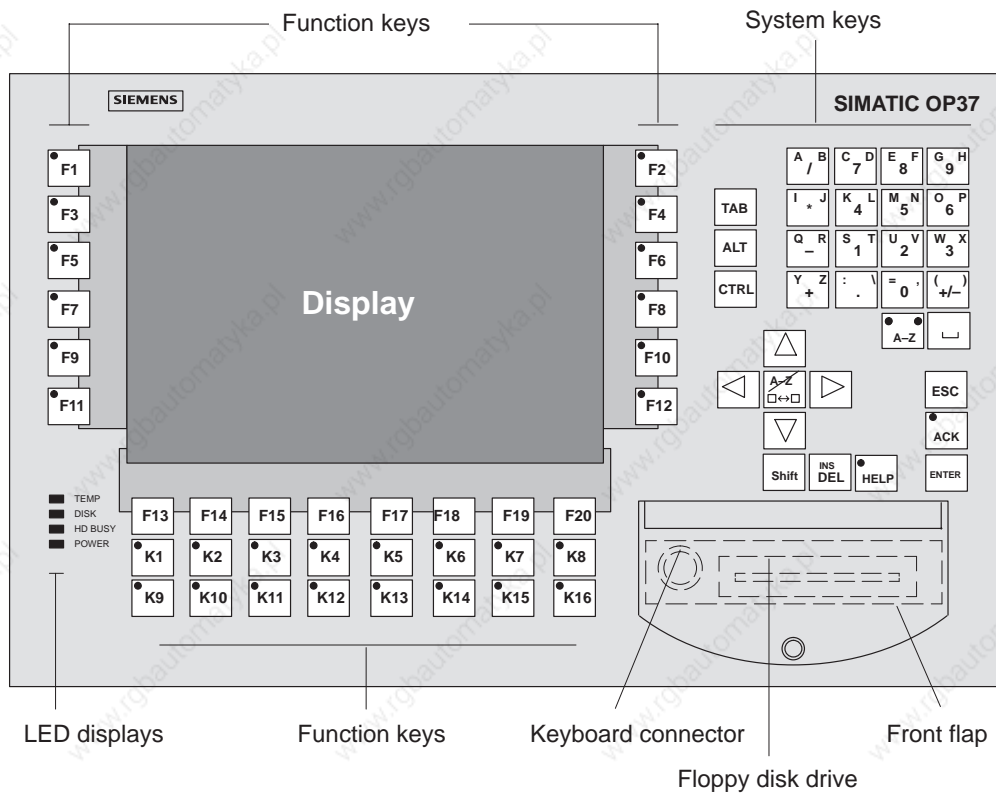 Function keys
System keys
SIEMENS
SIMATIC OP37
F1
F2
A B
/
C D
7
E F
8
G H
9
F3
F4
TAB
I J
*
K L
4
M N
5
O P
6
F5
F6
ALT
Q R
–
S T
1
U V
2
W X
3
F7
Display
F8
CTRL
Y Z
+
: \
.
= ,
0
( )
+/–
A–Z
F9
F10
A–Z
ESC
F11
F12
ACK
Shift
INS
DEL
HELP
ENTER
TEMP
DISK
HD BUSY
POWER
F13 F14 F15 F16 F17 F18 F19 F20
K1 K2 K3 K4 K5 K6 K7 K8
K9 K10 K11 K12 K13 K14 K15 K16
LED displays
Function keys
Keyboard connector
Front flap
Floppy disk drive
www.rgbautomatyka.pl